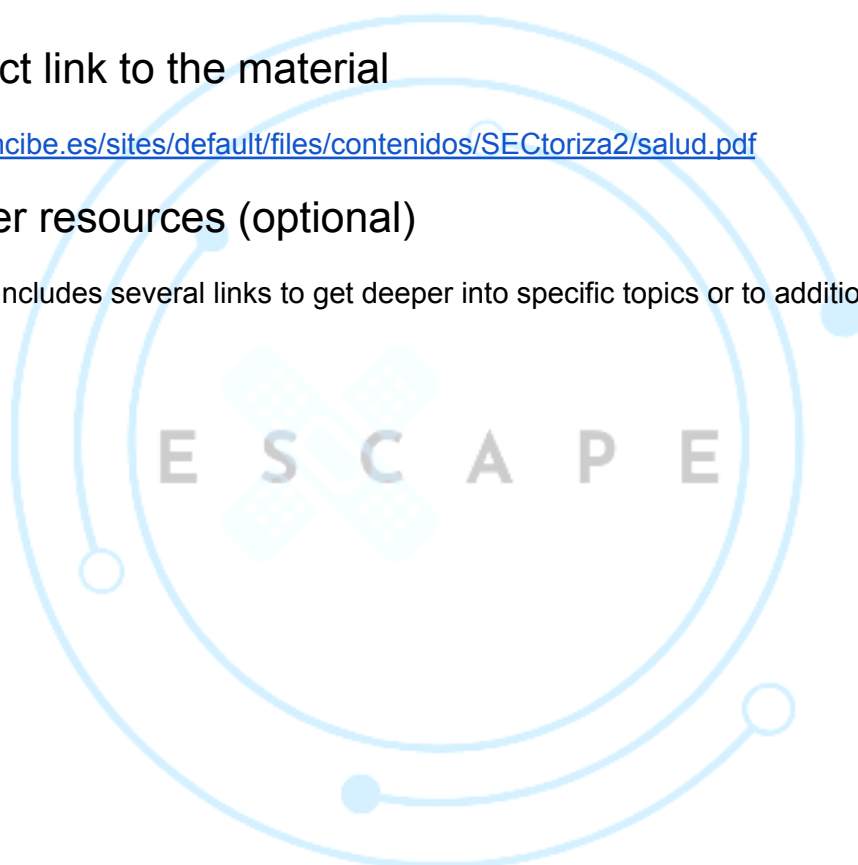 ct link to the material
ncibe.es/sites/default/files/contenidos/SECtoriza2/salud.pdf
er resources (optional)
includes several links to get deeper into specific topics or to additio
E S C A P E